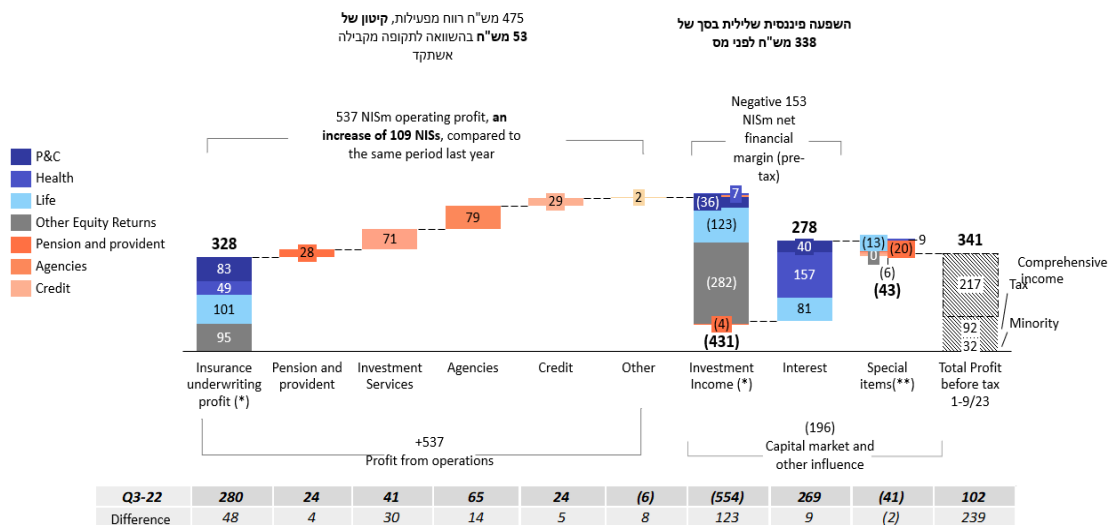 475 מש"ח רווח מפעילות, קיטון של
53 מש"ח בהשוואה לתקופה מקבילה
אשתקד
השפעה פיננסית שלילית בסך של
338 מש"ח לפני מס
537 NISm operating profit, an
increase of 109 NISs, compared to
the same period last year
Negative 153
NISm net
financial
margin (pre-
tax)
P&C
Health
Life
Other Equity Returns
Pension and provident
Agencies
Credit
328
83
49
101
95
28
71
79
29
2
(36)
7
(123)
(282)
(4)
(431)
278
40
157
81
(13)
9
(20)
0
(6)
(43)
341
217
92
32
Comprehensive
income
Tax
Minority
Insurance
underwriting
profit (*)
Pension and
provident
Investment
Services
Agencies
Credit
Other
Investment
Income (*)
Interest
Special
items(**)
Total Profit
before tax
1-9/23
+537
Profit from operations
(196)
Capital market and
other influence
Q3-22 280 24 41 65 24 (6) (554) 269 (41) 102
Difference 48 4 30 14 5 8 123 9 (2) 239